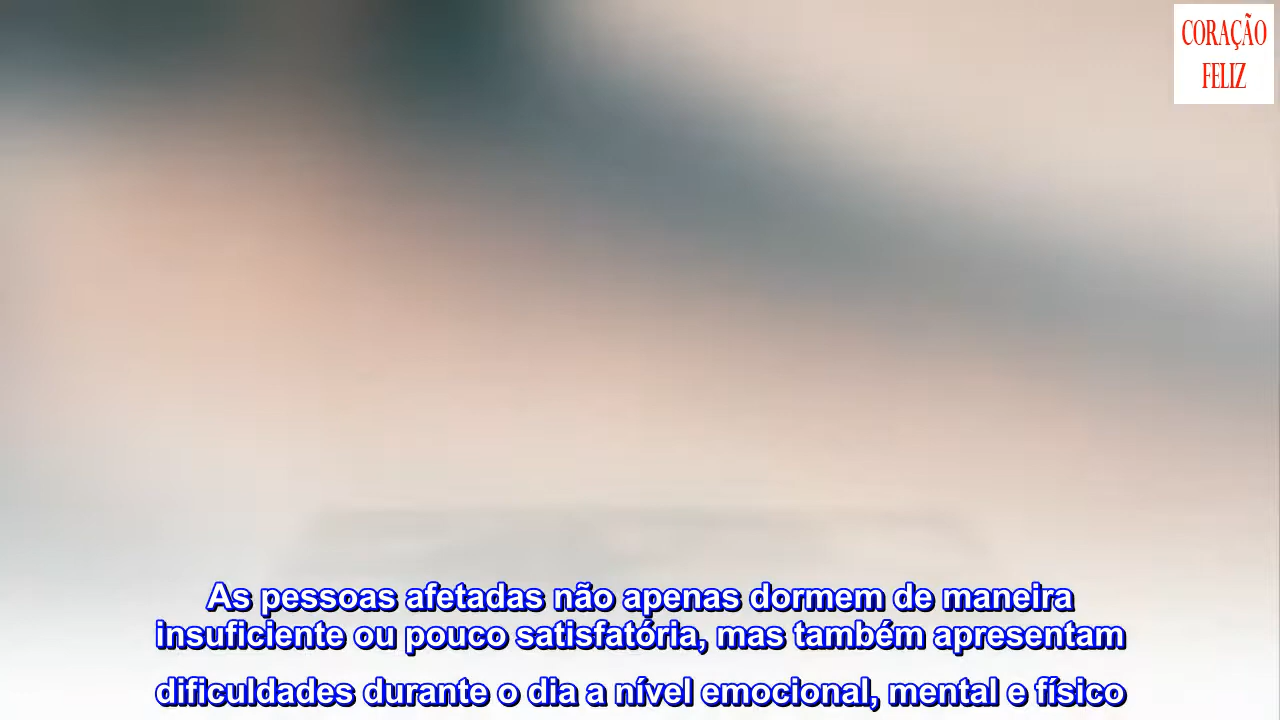 CORAÇÃO
FELIZ
As pessoas afetadas não apenas dormem de maneira
insuficiente ou pouco satisfatória, mas também apresentam
dificuldades durante o dia a nível emocional, mental e físico